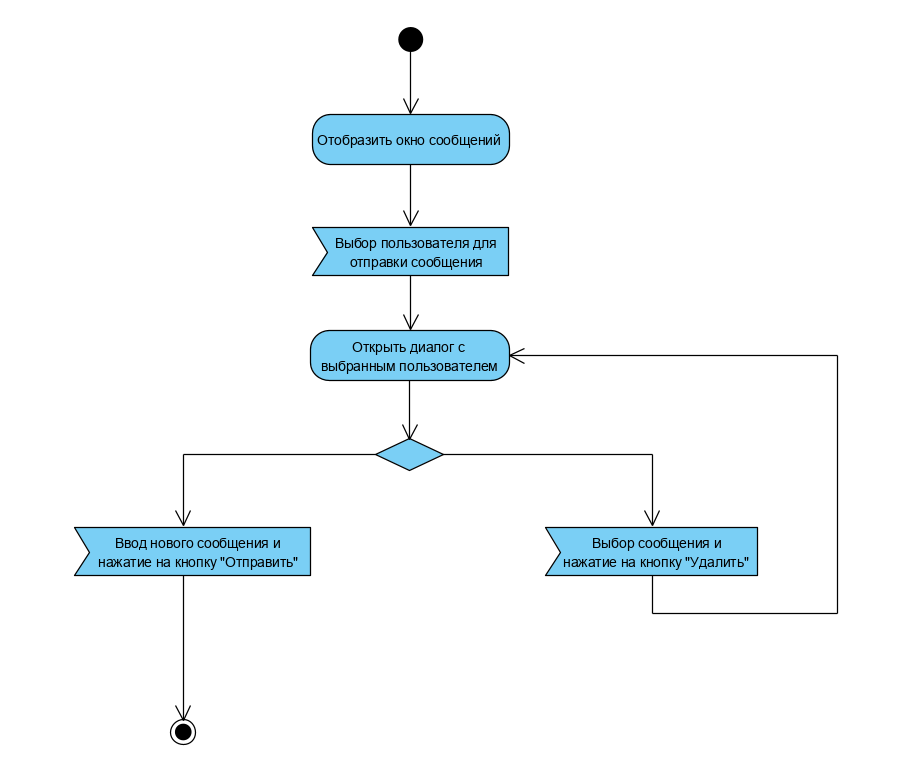 Отобразить окно сообщений
Выбор пользователя для
отправки сообщения
Открыть диалог с
выбранным пользователем
Ввод нового сообщения и
нажатие на кнопку "Отправить"
Выбор сообщения и
нажатие на кнопку "Удалить"